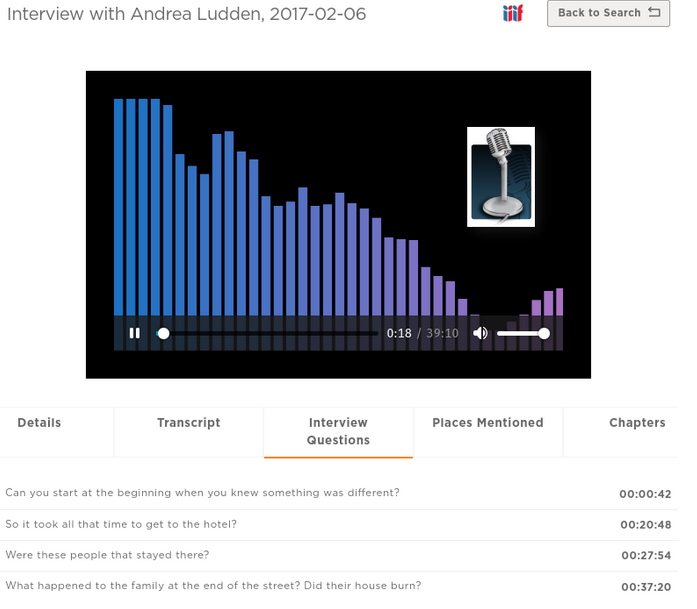 Interview with Andrea Ludden, 2017-02-06
iiif
Back to Search
0:18 / 39:10
Details
Transcript
Interview
Questions
Places Mentioned
Chapters
Can you start at the beginning when you knew something was different? 00:00:42
So it took all that time to get to the hotel? 00:20:48
Were these people that stayed there? 00:27:54
What happened to the family at the end of the street? Did their house burn? 00:37:20